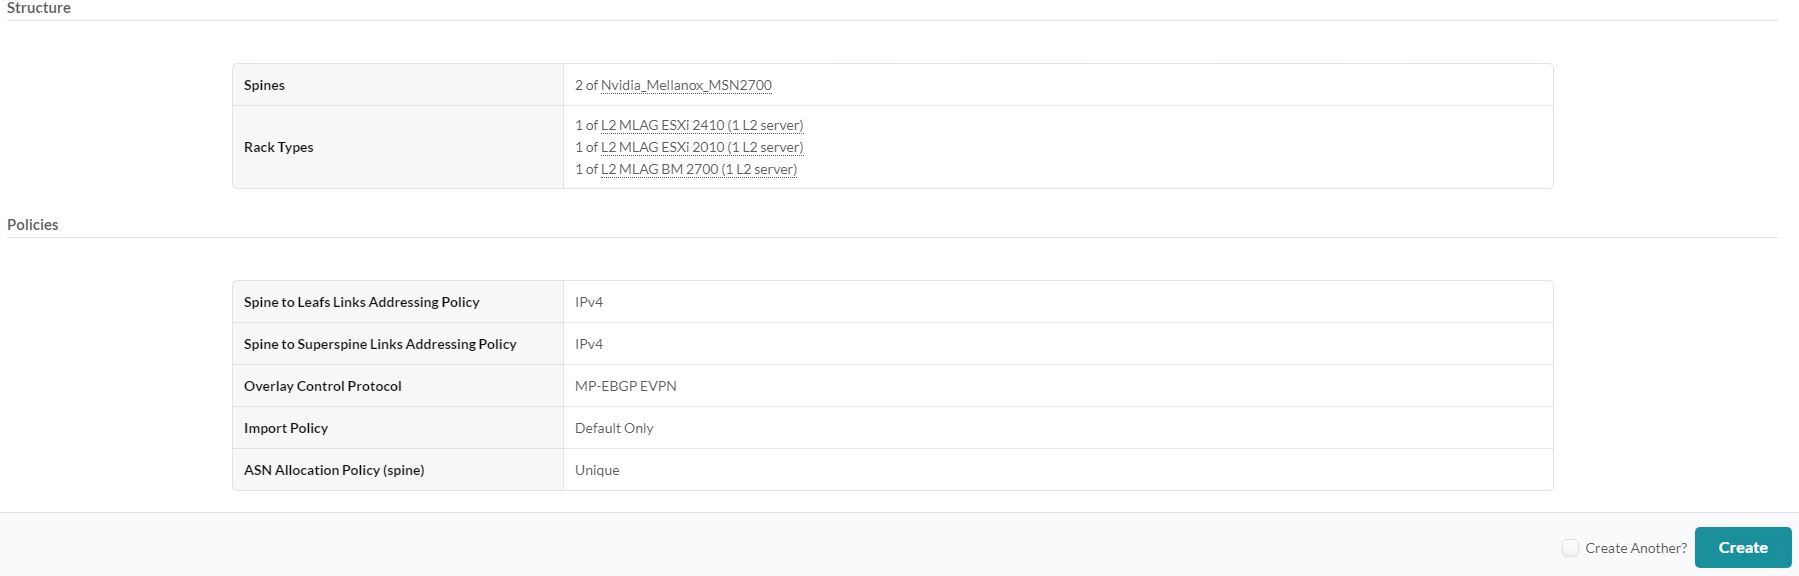 Structure
Spines
2 of Nvidia_Mellanox_MSN2700
Rack Types
1 of L2 MLAG ESXi 2410 (1 L2 server)
1 of L2 MLAG ESXi 2010 (1 L2 server)
1 of L2 MLAG BM 2700 (1 L2 server)
Policies
Spine to Leafs Links Addressing Policy
IPv4
Spine to Superspine Links Addressing Policy
IPv4
Overlay Control Protocol
MP-EBGP EVPN
Import Policy
Default Only
ASN Allocation Policy (spine)
Unique
Create Another?
Create